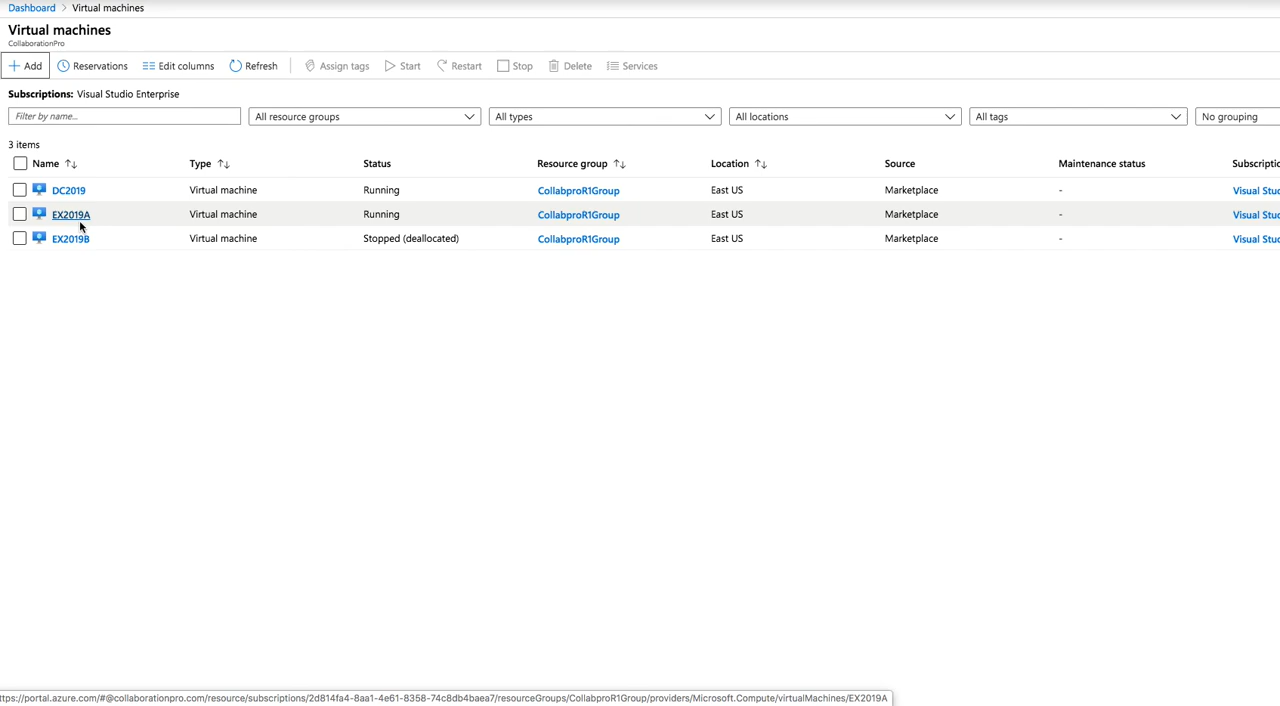 Dashboard > Virtual machines
Virtual machines
CollaborationPro
Add Reservations Edit columns Refresh Assign tags Start Restart Stop Delete Services
Subscriptions: Visual Studio Enterprise
Filter by name... All resource groups All types All locations All tags No grouping
3 items
Name Type Status Resource group Location Source Maintenance status Subscriptio
DC2019 Virtual machine Running CollabproR1Group East US Marketplace - Visual Stud
EX2019A Virtual machine Running CollabproR1Group East US Marketplace - Visual Stud
EX2019B Virtual machine Stopped (deallocated) CollabproR1Group East US Marketplace - Visual Stud
ttps://portal.azure.com/#@collaborationpro.com/resource/subscriptions/2d814fa4-8aa1-4e61-8358-74c8db4baea7/resourceGroups/CollabproR1Group/providers/Microsoft.Compute/virtualMachines/EX2019A